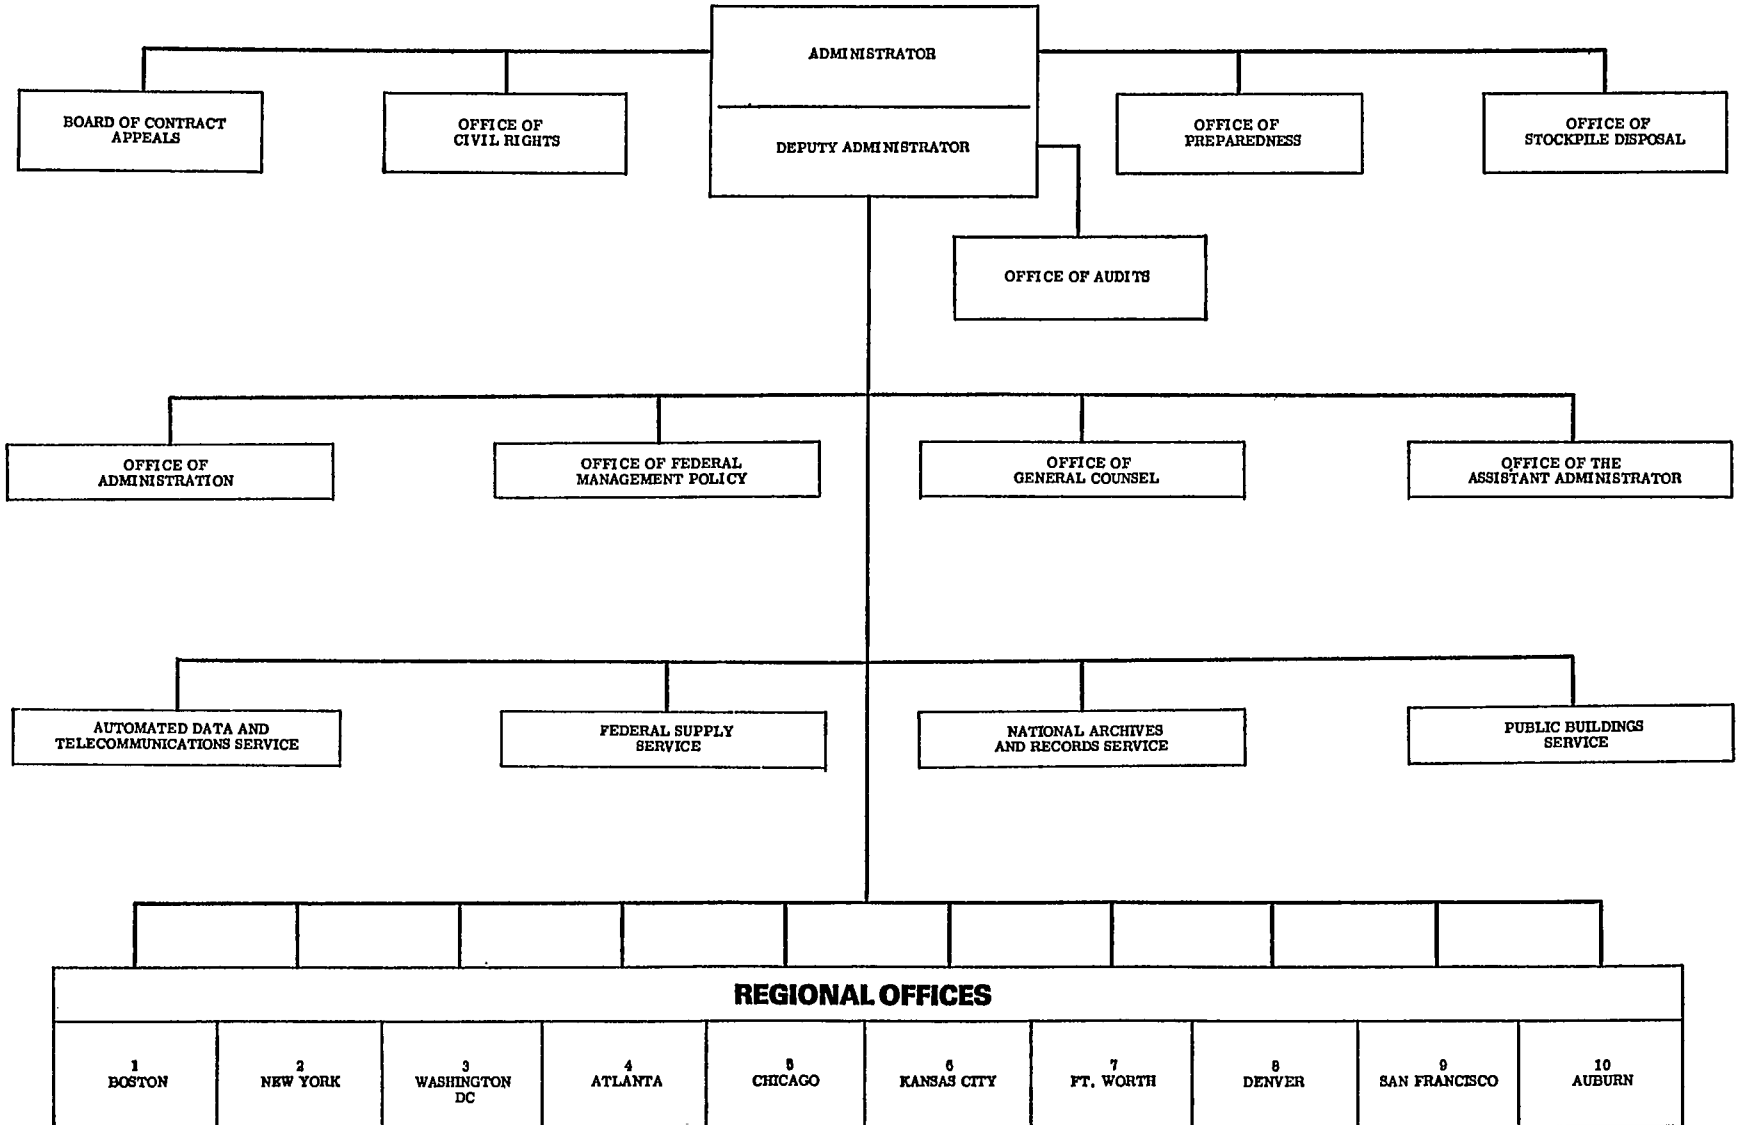 ADMINISTRATOR
DEPUTY ADMINISTRATOR
BOARD OF CONTRACT
APPEALS
OFFICE OF
CIVIL RIGHTS
OFFICE OF
PREPAREDNESS
OFFICE OF
STOCKPILE DISPOSAL
OFFICE OF AUDITS
OFFICE OF
ADMINISTRATION
OFFICE OF FEDERAL
MANAGEMENT POLICY
OFFICE OF
GENERAL COUNSEL
OFFICE OF THE
ASSISTANT ADMINISTRATOR
AUTOMATED DATA AND
TELECOMMUNICATIONS SERVICE
FEDERAL SUPPLY
SERVICE
NATIONAL ARCHIVES
AND RECORDS SERVICE
PUBLIC BUILDINGS
SERVICE
REGIONAL OFFICES
1
BOSTON
2
NEW YORK
3
WASHINGTON
DC
4
ATLANTA
5
CHICAGO
6
KANSAS CITY
7
FT. WORTH
8
DENVER
9
SAN FRANCISCO
10
AUBURN